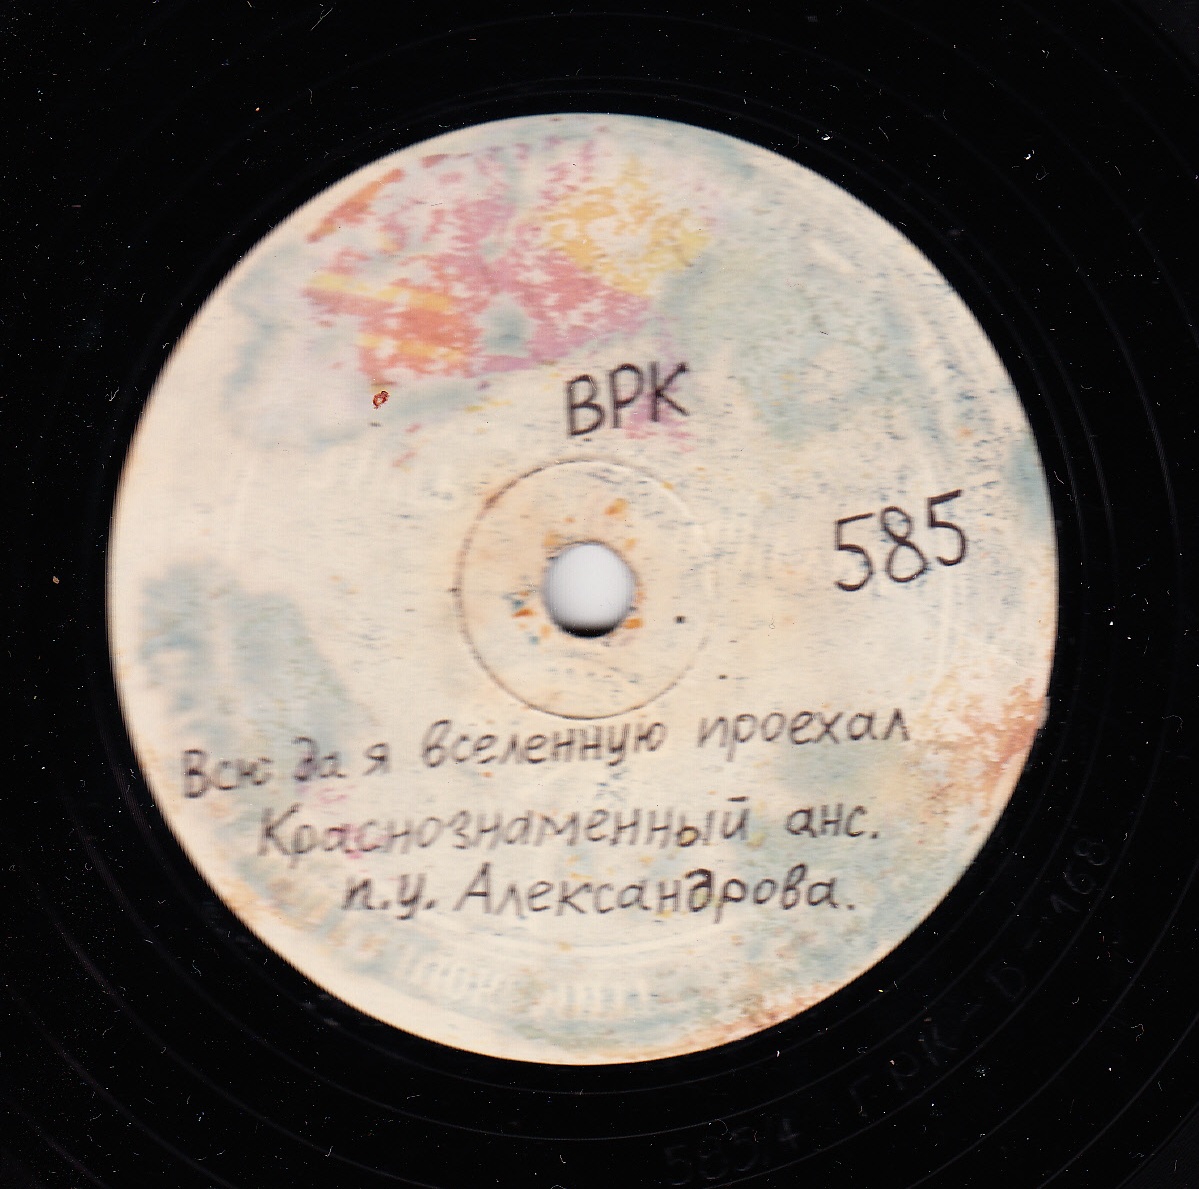 ВРК
585
Всю да я вселенную проехал
Краснознаменный анс.
п.у. Александрова.